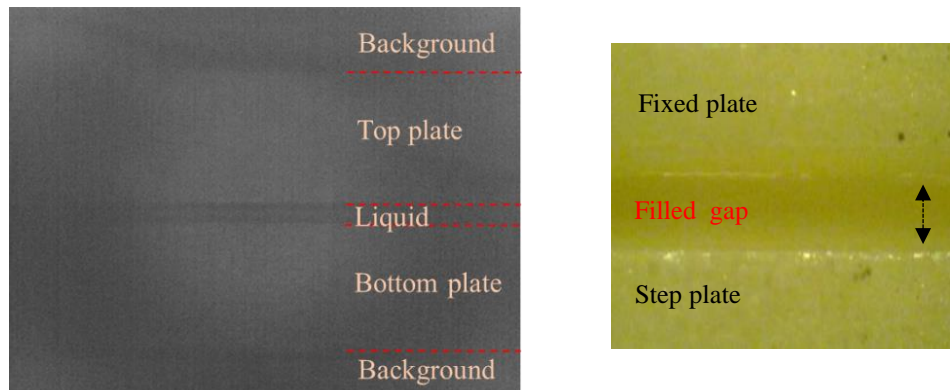 Background
Top plate
Liquid
Bottom plate
Background
Fixed plate
Filled gap
Step plate